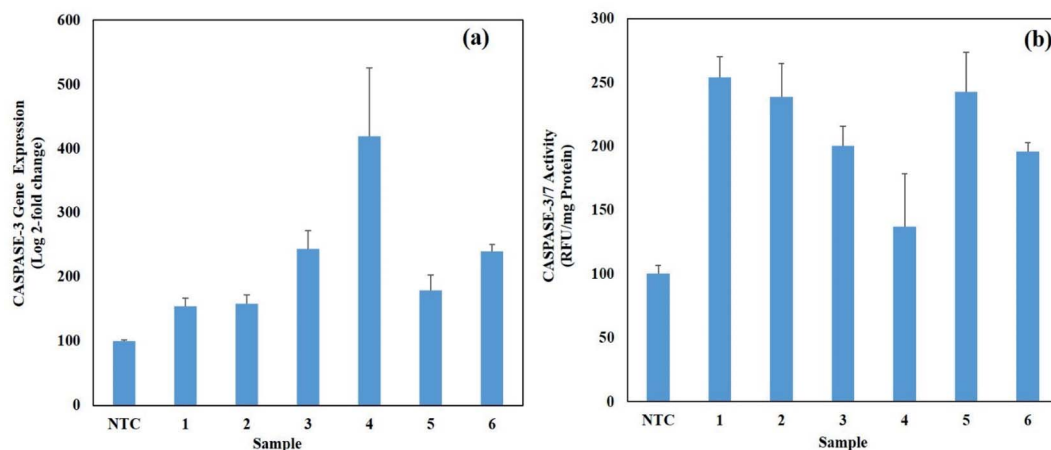 (a)
CASPASE-3 Gene Expression
(Log 2-fold change)
600
500
400
300
200
100
0
NTC 1 2 3 4 5 6
Sample
(b)
CASPASE-3/7 Activity
(RFU/mg Protein)
300
250
200
150
100
50
0
NTC 1 2 3 4 5 6
Sample